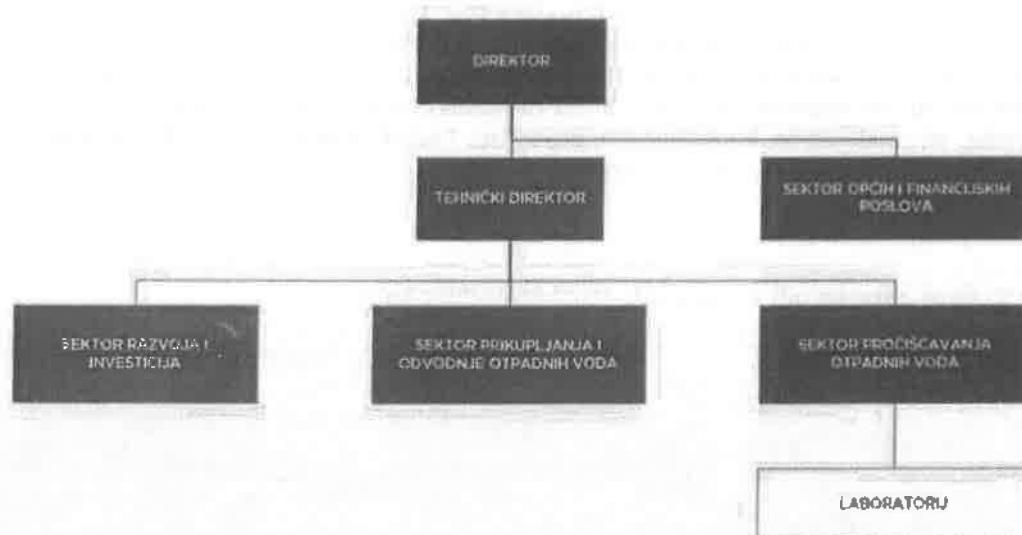 DIREKTOR
TEHNIČKI DIREKTOR
SEKTOR OPĆIH I FINANCIJSKIH
POSLOVA
SEKTOR RAZVOJA I
INVESTICIJA
SEKTOR PRIKUPLJANJA I
ODVODNJE OTPADNIH VODA
SEKTOR PROČIŠĆAVANJA
OTPADNIH VODA
LABORATORIJ